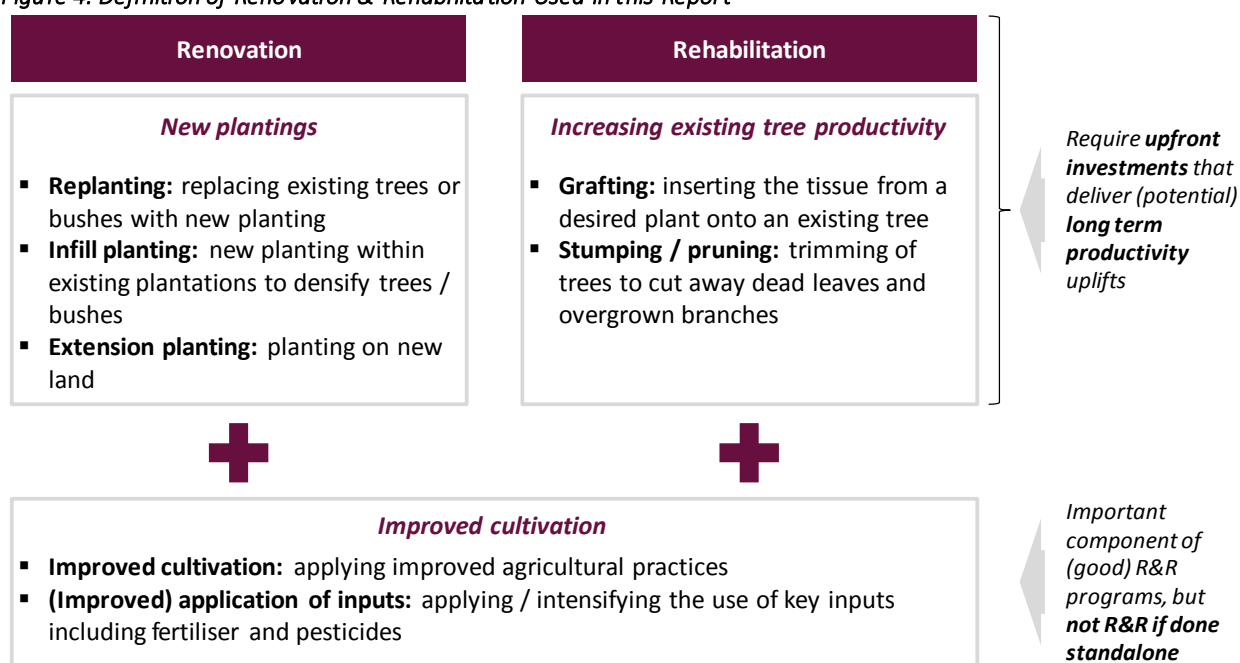 Figure 4: Definition of Renovation & Rehabilitation Used in this Report
Renovation
Rehabilitation
New plantings
▪ Replanting: replacing existing trees or
bushes with new planting
▪ Infill planting: new planting within
existing plantations to densify trees /
bushes
▪ Extension planting: planting on new
land
Increasing existing tree productivity
▪ Grafting: inserting the tissue from a
desired plant onto an existing tree
▪ Stumping / pruning: trimming of
trees to cut away dead leaves and
overgrown branches
Require upfront
investments that
deliver (potential)
long term
productivity
uplifts
Improved cultivation
▪ Improved cultivation: applying improved agricultural practices
▪ (Improved) application of inputs: applying / intensifying the use of key inputs
including fertiliser and pesticides
Important
component of
(good) R&R
programs, but
not R&R if done
standalone